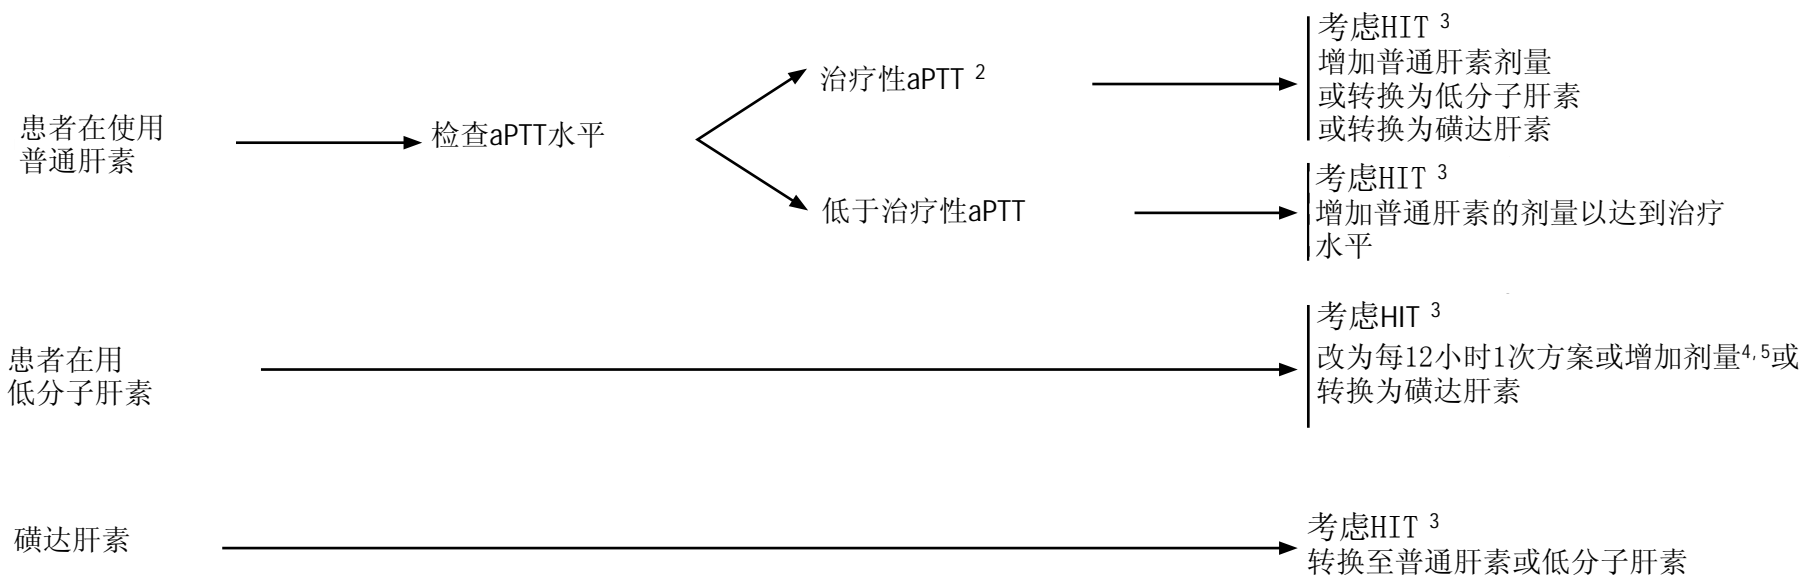 患者在使用
普通肝素
检查aPTT水平
治疗性aPTT 2
考虑HIT 3
增加普通肝素剂量
或转换为低分子肝素
或转换为磺达肝素
低于治疗性aPTT
考虑HIT 3
增加普通肝素的剂量以达到治疗
水平
患者在用
低分子肝素
考虑HIT 3
改为每12小时1次方案或增加剂量4,5或
转换为磺达肝素
磺达肝素
考虑HIT 3
转换至普通肝素或低分子肝素